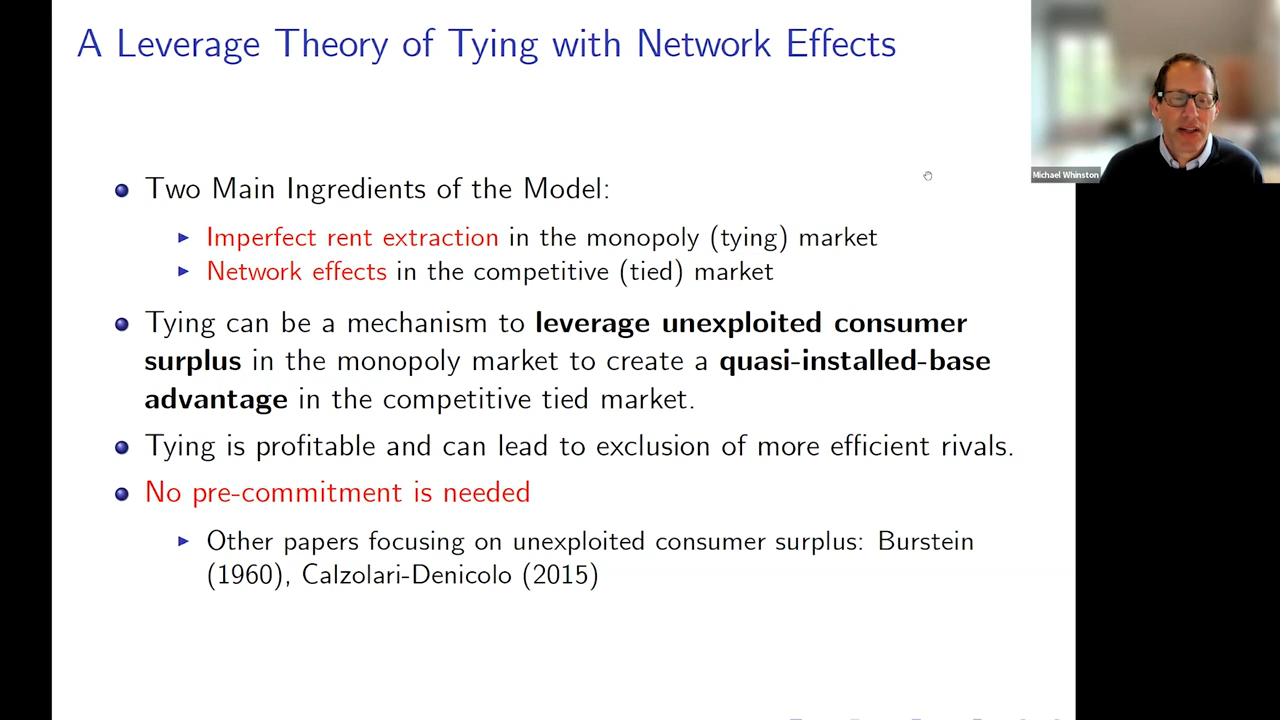 A Leverage Theory of Tying with Network Effects
Michael Whinston
Two Main Ingredients of the Model:
Imperfect rent extraction in the monopoly (tying) market
Network effects in the competitive (tied) market
Tying can be a mechanism to leverage unexploited consumer
surplus in the monopoly market to create a quasi-installed-base
advantage in the competitive tied market.
Tying is profitable and can lead to exclusion of more efficient rivals.
No pre-commitment is needed
Other papers focusing on unexploited consumer surplus: Burstein
(1960), Calzolari-Denicolo (2015)